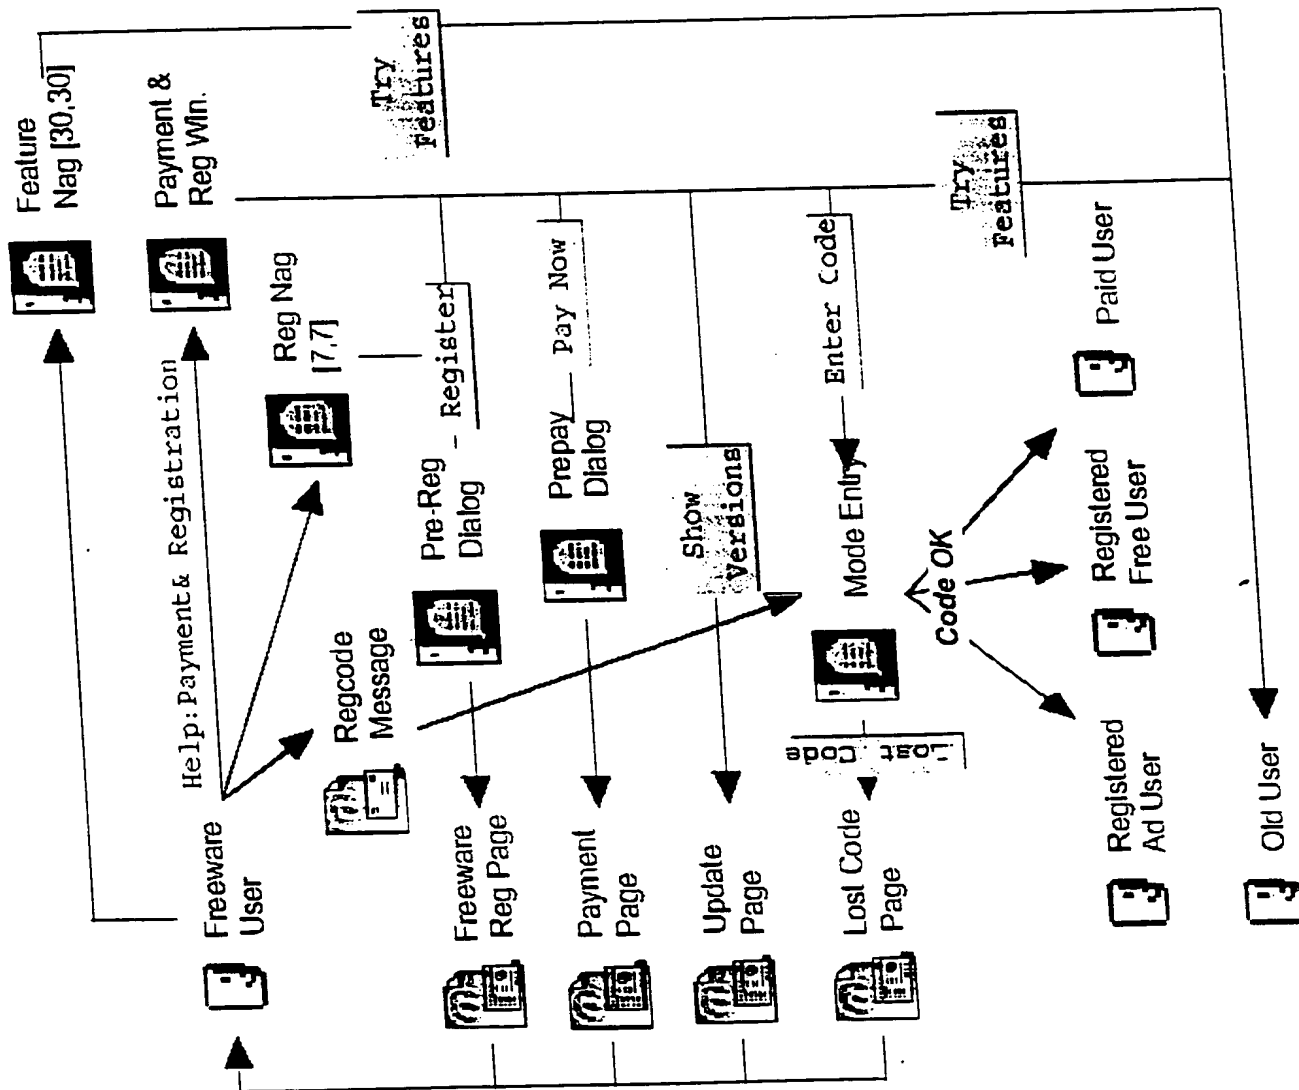 Freeware
User
Help:Payment& Registration
Feature
Nag [30,30]
Payment &
Reg Win.
Try
Features
Reg Nag
[7,7]
Regcode
Message
Freeware
Reg Page
Pre-Reg
Dialog
Register
Payment
Page
Prepay
Dialog
Pay Now
Update
Page
Show
Versions
Lost Code
Page
Lost Code
Mode Entry
Enter Code
Code OK
Try
Features
Registered
Ad User
Registered
Free User
Paid User
Old User